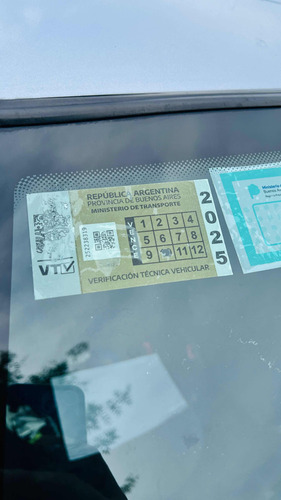 REPÚBLICA ARGENTINA
PROVINCIA DE BUENOS AIRES
MINISTERIO DE TRANSPORTE
VTV
1 2 3 4
5 6 7 8
9 11 12
2025
VERIFICACIÓN TÉCNICA VEHICULAR